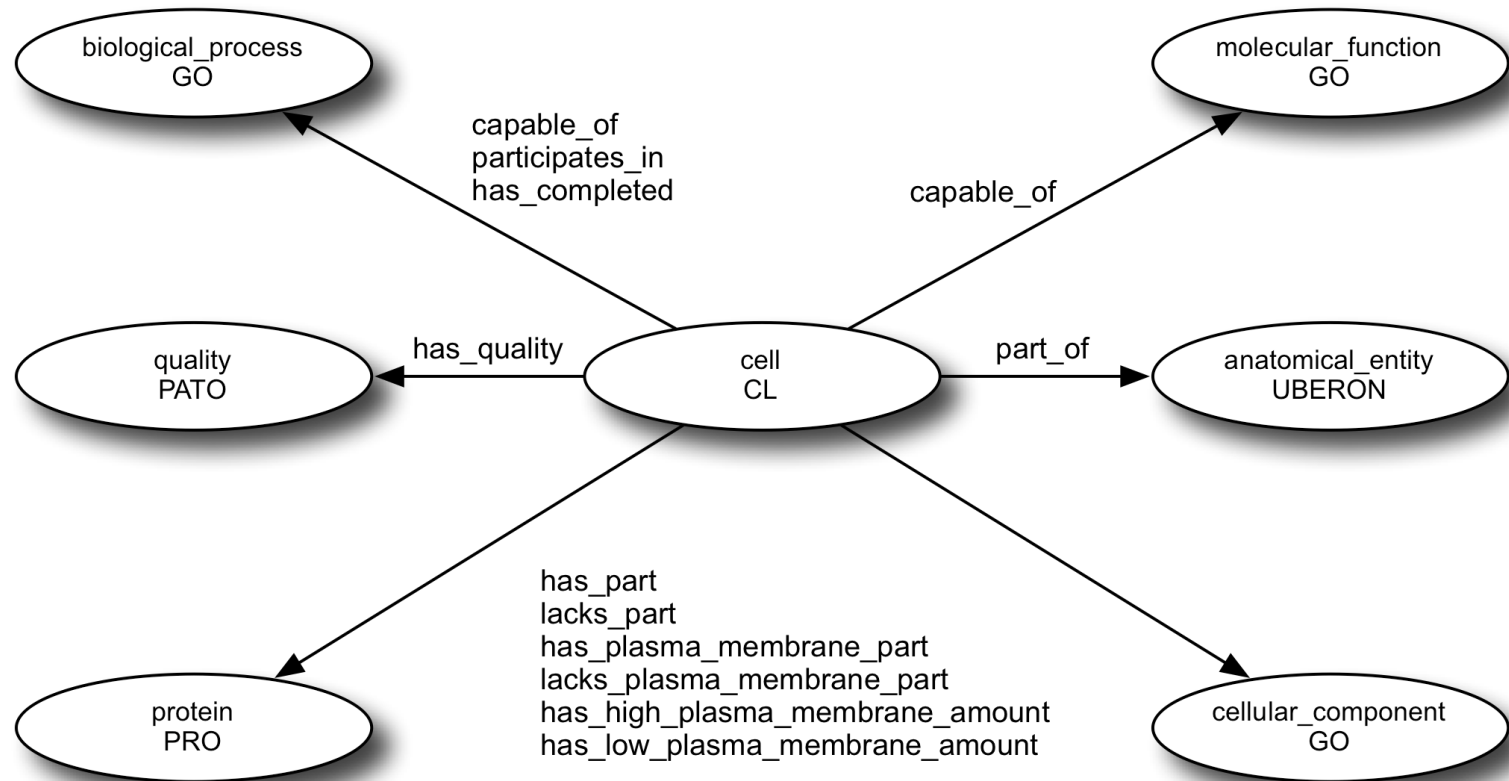 biological_process
GO
molecular_function
GO
capable_of
participates_in
has_completed
capable_of
quality
PATO
has_quality
cell
CL
part_of
anatomical_entity
UBERON
has_part
lacks_part
has_plasma_membrane_part
lacks_plasma_membrane_part
has_high_plasma_membrane_amount
has_low_plasma_membrane_amount
protein
PRO
cellular_component
GO